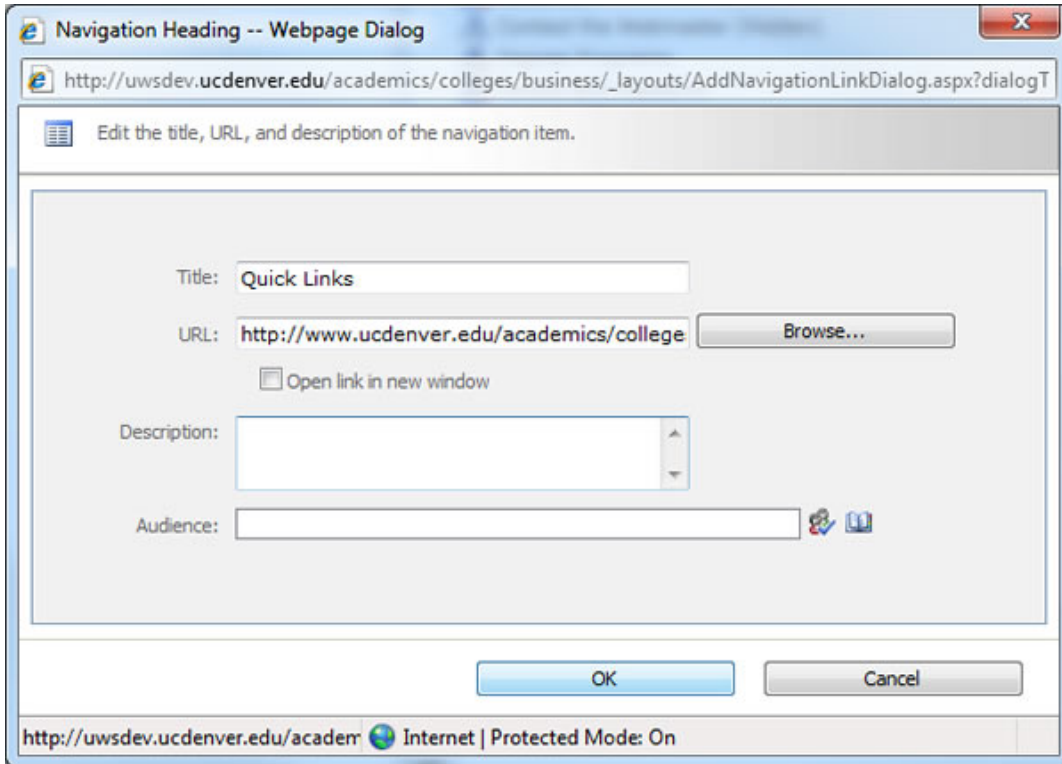 Navigation Heading -- Webpage Dialog
http://uwsdev.ucdenver.edu/academics/colleges/business/_layouts/AddNavigationLinkDialog.aspx?dialogT
Edit the title, URL, and description of the navigation item.
Title: Quick Links
URL: http://www.ucdenver.edu/academics/college Browse...
Open link in new window
Description:
Audience:
OK Cancel
http://uwsdev.ucdenver.edu/academ Internet | Protected Mode: On